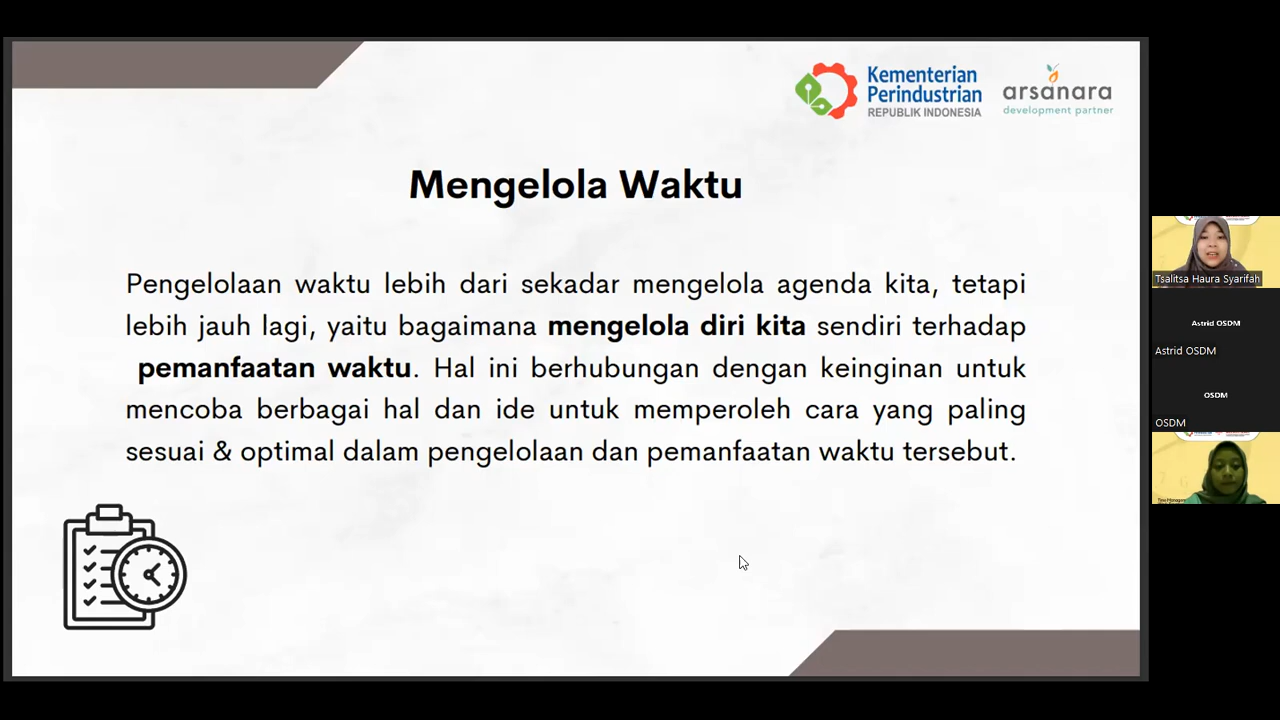 Kementerian
Perindustrian
REPUBLIK INDONESIA
arsanara
development partner
Mengelola Waktu
Pengelolaan waktu lebih dari sekadar mengelola agenda kita, tetapi
lebih jauh lagi, yaitu bagaimana mengelola diri kita sendiri terhadap
pemanfaatan waktu. Hal ini berhubungan dengan keinginan untuk
mencoba berbagai hal dan ide untuk memperoleh cara yang paling
sesuai & optimal dalam pengelolaan dan pemanfaatan waktu tersebut.
Tsalitsa Haura Syarifah
Astrid OSDM
Astrid OSDM
OSDM
OSDM